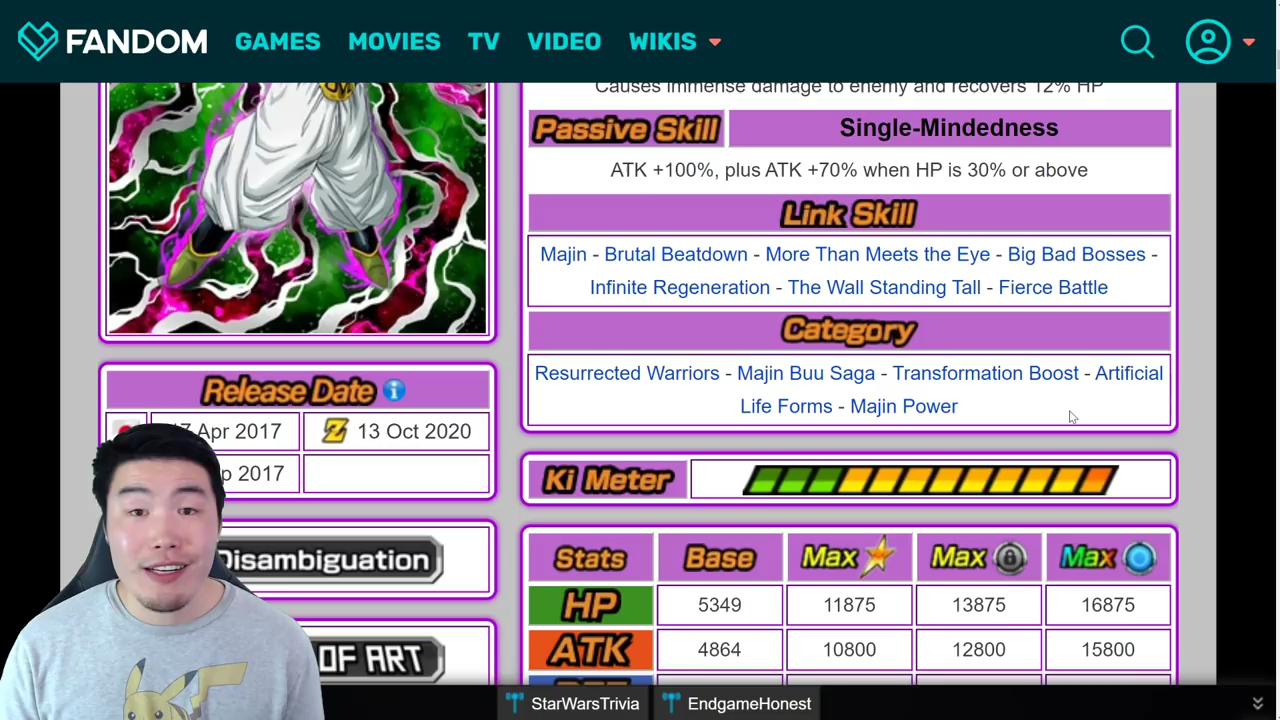 FANDOM GAMES MOVIES TV VIDEO WIKIS
Causes immense damage to enemy and recovers 12% HP
Passive Skill Single-Mindedness
ATK +100%, plus ATK +70% when HP is 30% or above
Link Skill
Majin - Brutal Beatdown - More Than Meets the Eye - Big Bad Bosses -
Infinite Regeneration - The Wall Standing Tall - Fierce Battle
Category
Resurrected Warriors - Majin Buu Saga - Transformation Boost - Artificial
Life Forms - Majin Power
Release Date i
Apr 2017 Z 13 Oct 2020
2017
Disambiguation
OF ART
Ki Meter
Stats Base Max Max Max
HP 5349 11875 13875 16875
ATK 4864 10800 12800 15800
StarWarsTrivia EndgameHonest